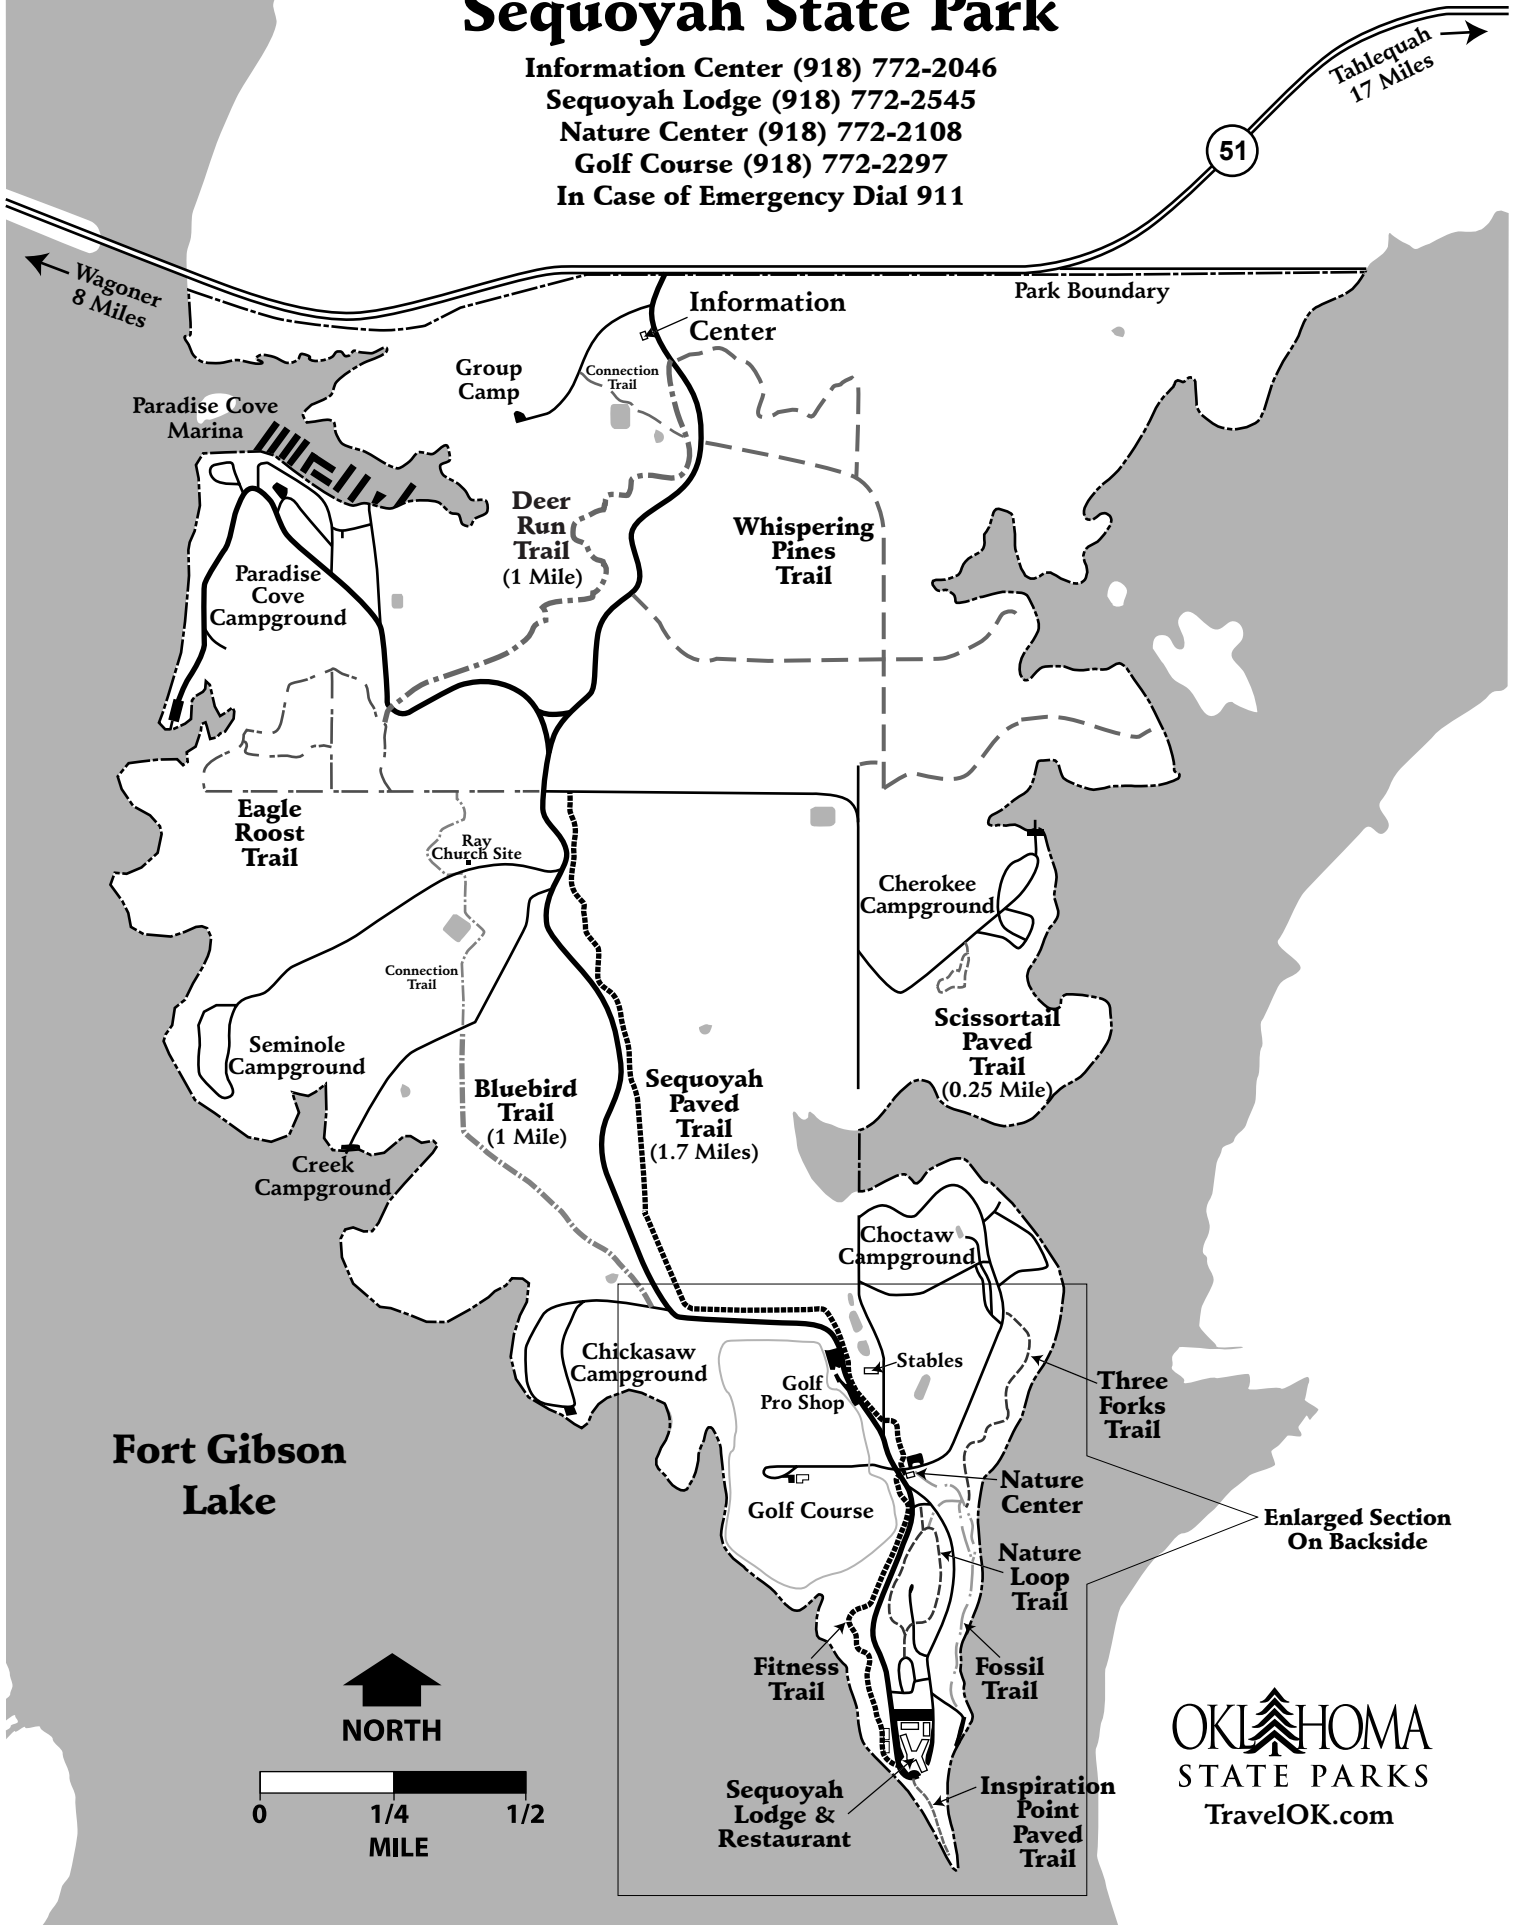 Sequoyah State Park
Information Center (918) 772-2046
Sequoyah Lodge (918) 772-2545
Nature Center (918) 772-2108
Golf Course (918) 772-2297
In Case of Emergency Dial 911
Tahlequah
17 Miles
51
Wagoner
8 Miles
Park Boundary
Information
Center
Group
Camp
Connection
Trail
Paradise Cove
Marina
Deer
Run
Trail
(1 Mile)
Whispering
Pines
Trail
Paradise
Cove
Campground
Eagle
Roost
Trail
Ray
Church Site
Cherokee
Campground
Connection
Trail
Scissortail
Paved
Trail
(0.25 Mile)
Seminole
Campground
Bluebird
Trail
(1 Mile)
Sequoyah
Paved
Trail
(1.7 Miles)
Creek
Campground
Choctaw
Campground
Chickasaw
Campground
Stables
Golf
Pro Shop
Three
Forks
Trail
Fort Gibson
Lake
Nature
Center
Golf Course
Enlarged Section
On Backside
Nature
Loop
Trail
Fitness
Trail
Fossil
Trail
NORTH
0 1/4 1/2
MILE
Sequoyah
Lodge &
Restaurant
Inspiration
Point
Paved
Trail
OKLAHOMA
STATE PARKS
TravelOK.com